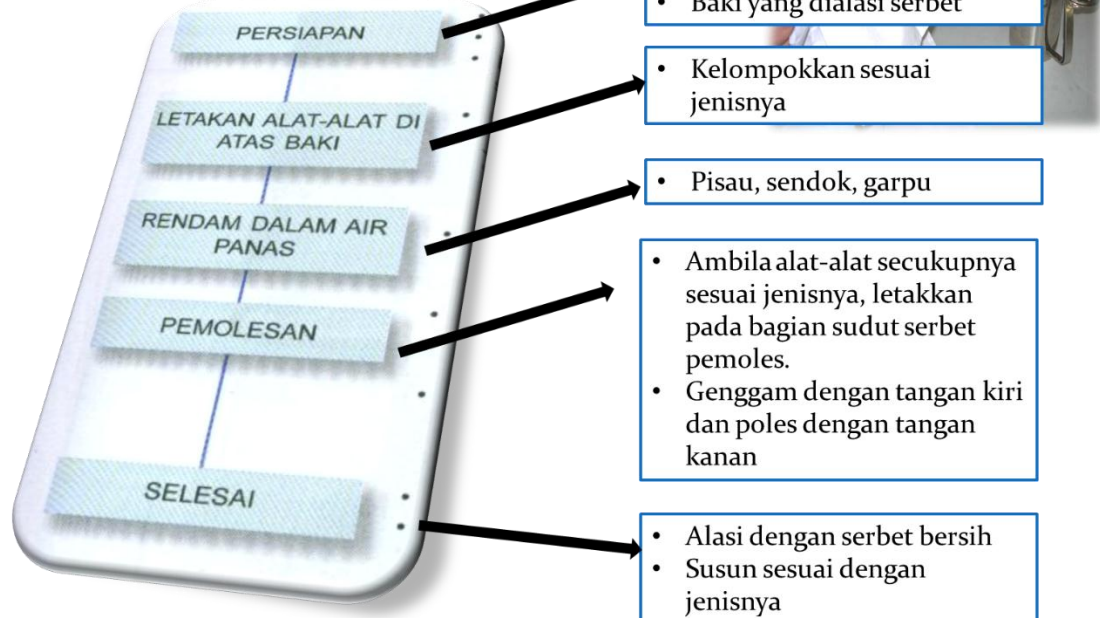 PERSIAPAN
• Baki yang dialasi serbet
LETAKAN ALAT-ALAT DI
ATAS BAKI
• Kelompokkan sesuai
jenisnya
RENDAM DALAM AIR
PANAS
• Pisau, sendok, garpu
PEMOLESAN
• Ambila alat-alat secukupnya
sesuai jenisnya, letakkan
pada bagian sudut serbet
pemoles.
• Genggam dengan tangan kiri
dan poles dengan tangan
kanan
SELESAI
• Alasi dengan serbet bersih
• Susun sesuai dengan
jenisnya